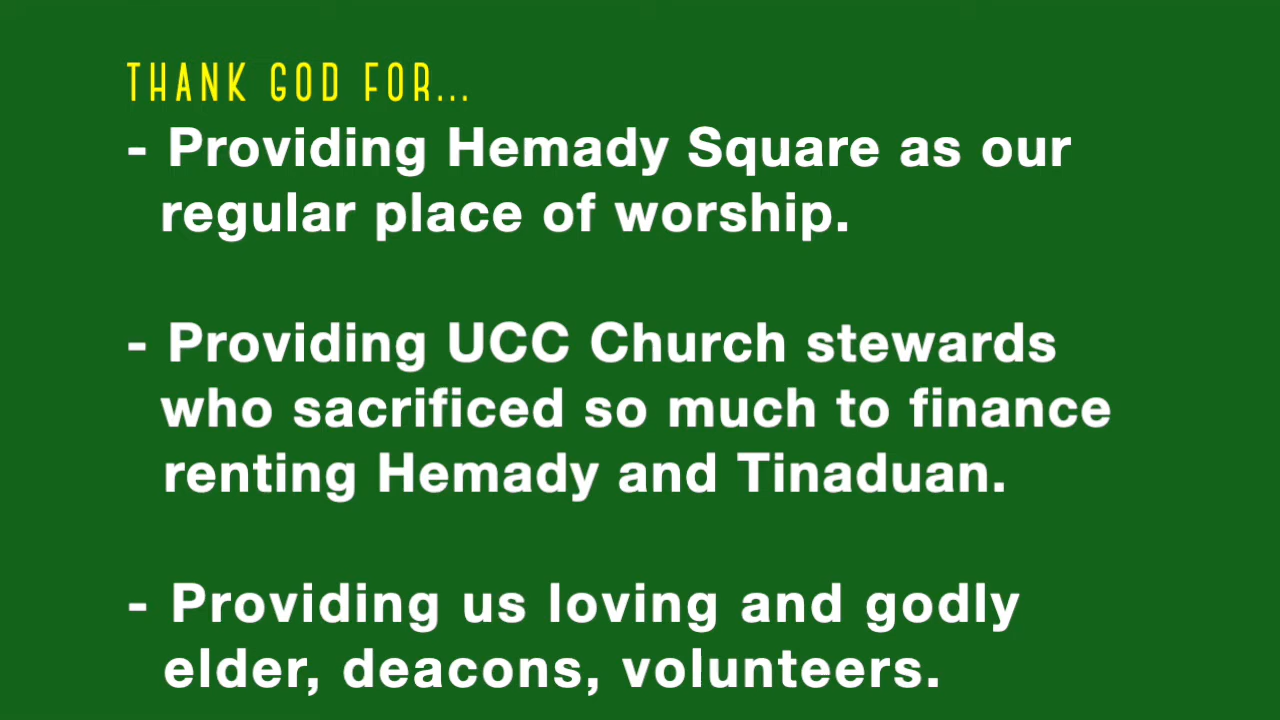 THANK GOD FOR...
- Providing Hemady Square as our
regular place of worship.
- Providing UCC Church stewards
who sacrificed so much to finance
renting Hemady and Tinaduan.
- Providing us loving and godly
elder, deacons, volunteers.